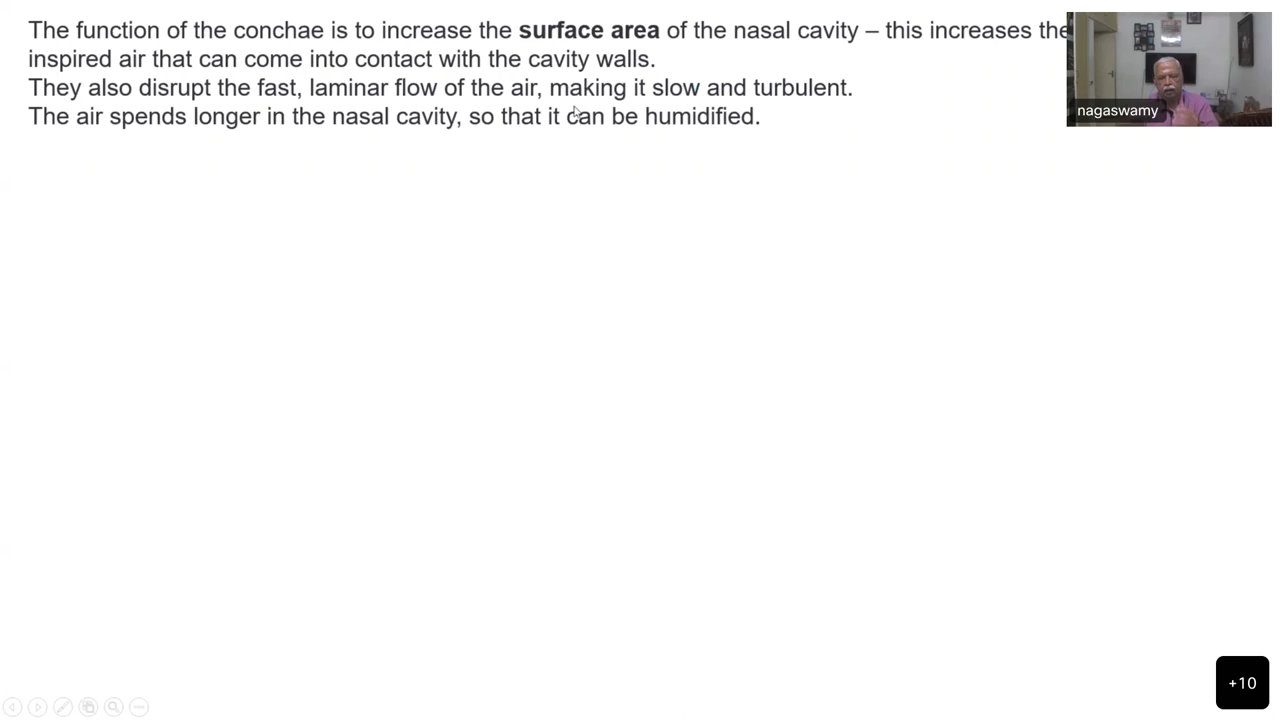 The function of the conchae is to increase the surface area of the nasal cavity – this increases the
inspired air that can come into contact with the cavity walls.
They also disrupt the fast, laminar flow of the air, making it slow and turbulent.
The air spends longer in the nasal cavity, so that it can be humidified.
nagaswamy
+10